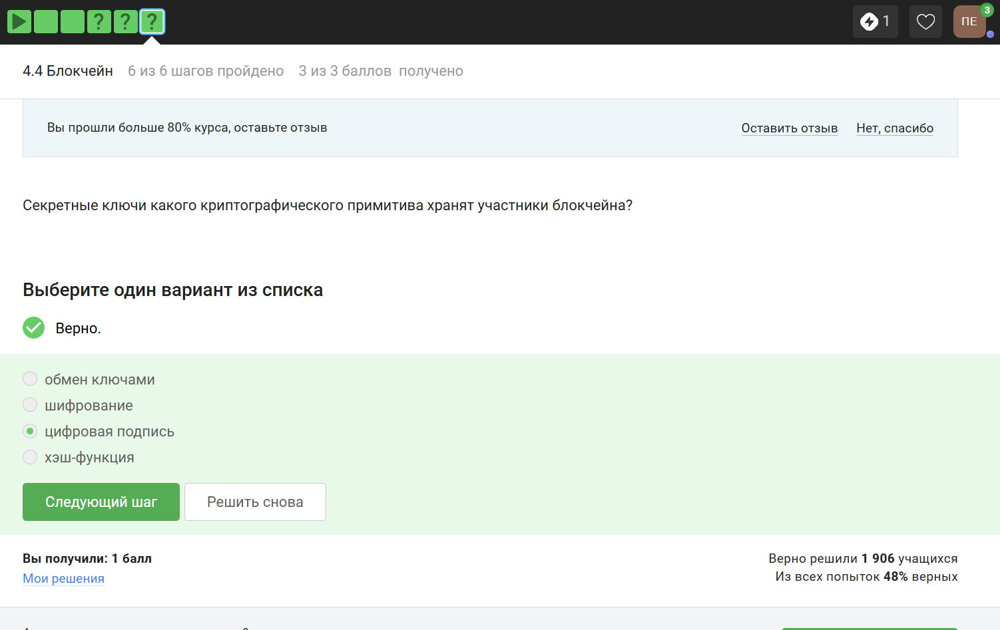 ? ? ?
1
ПЕ
3
4.4 Блокчейн 6 из 6 шагов пройдено 3 из 3 баллов получено
Вы прошли больше 80% курса, оставьте отзыв
Оставить отзыв Нет, спасибо
Секретные ключи какого криптографического примитива хранят участники блокчейна?
Выберите один вариант из списка
Верно.
обмен ключами
шифрование
цифровая подпись
хэш-функция
Следующий шаг Решить снова
Вы получили: 1 балл
Мои решения
Верно решили 1 906 учащихся
Из всех попыток 48% верных